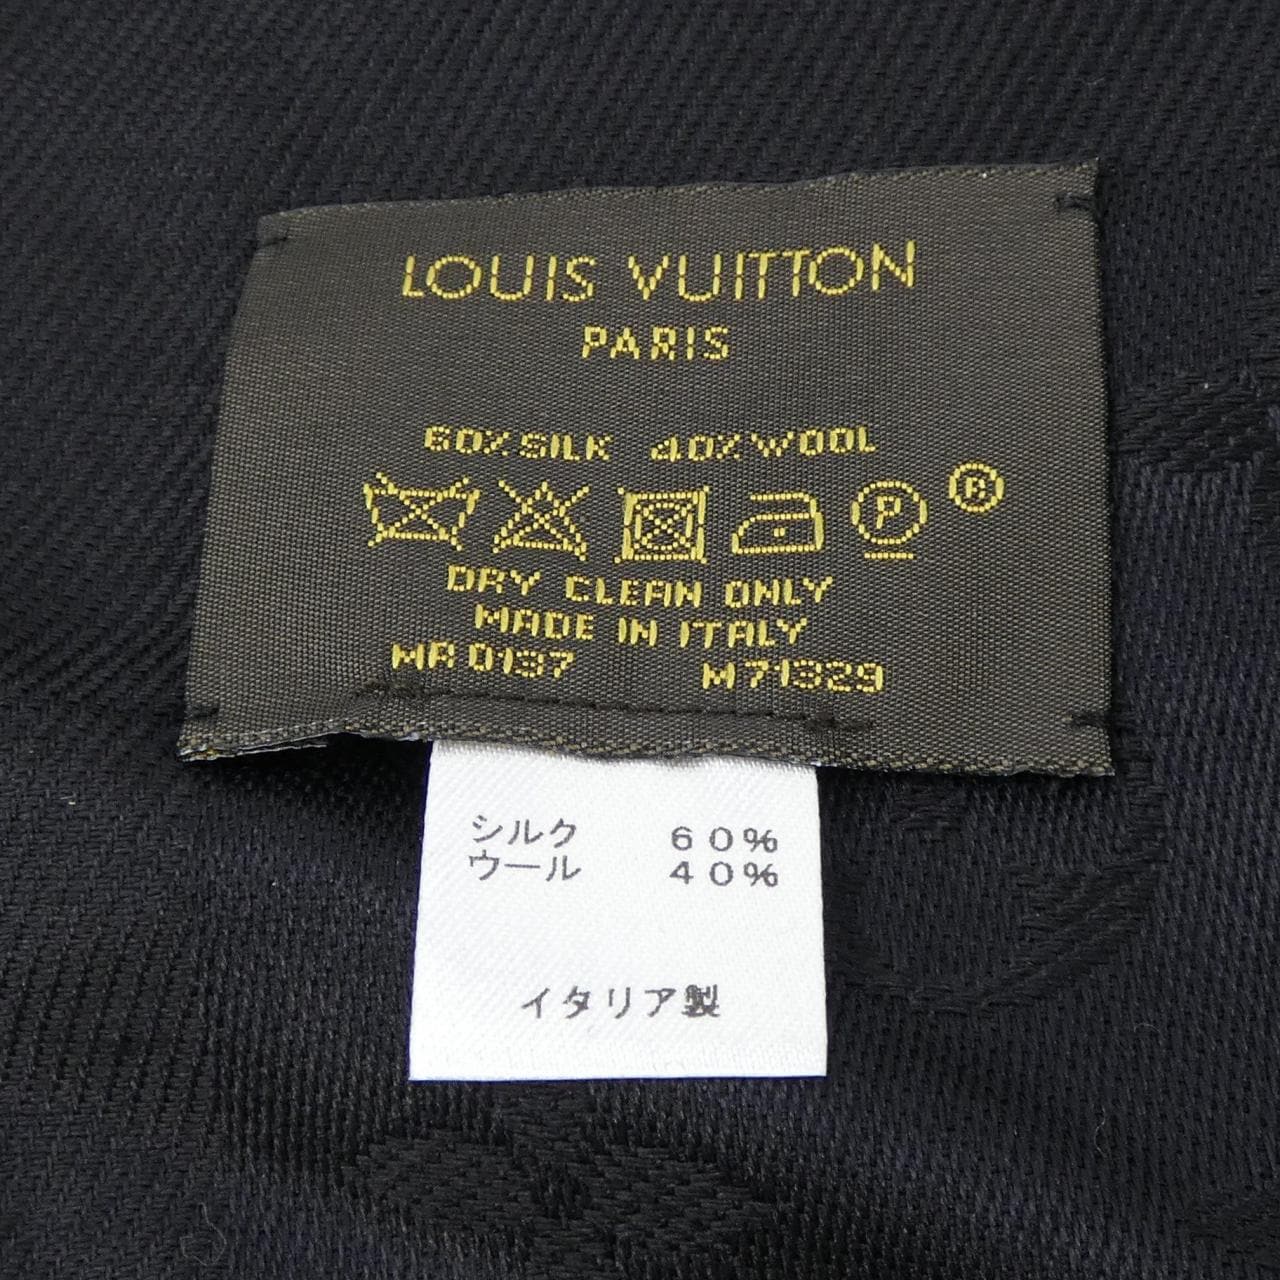 LOUIS VUITTON
PARIS
60% SILK 40% WOOL
P ®
DRY CLEAN ONLY
MADE IN ITALY
MR0137 M71329
シルク 60%
ウール 40%
イタリア製